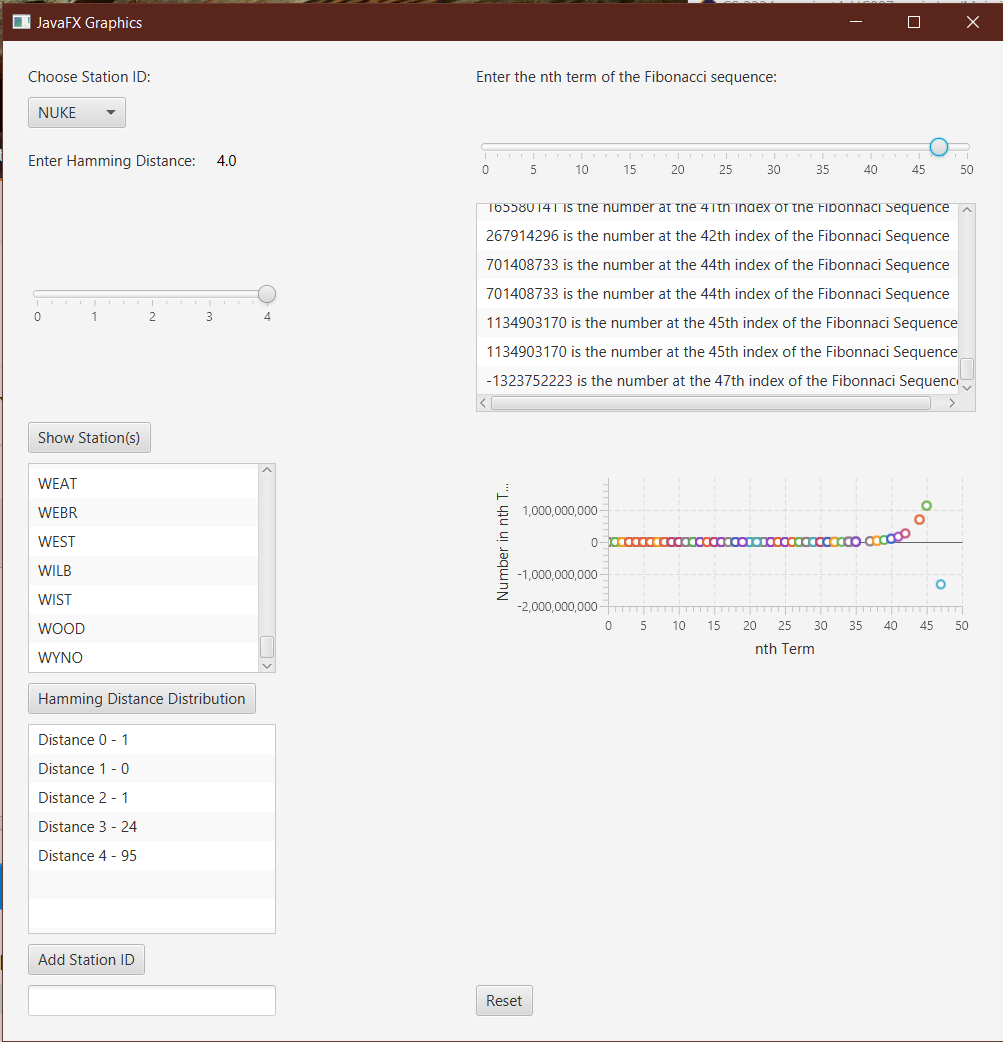 JavaFX Graphics
Choose Station ID:
NUKE
Enter Hamming Distance: 4.0
0 1 2 3 4
Show Station(s)
WEAT
WEBR
WEST
WILB
WIST
WOOD
WYNO
Hamming Distance Distribution
Distance 0 - 1
Distance 1 - 0
Distance 2 - 1
Distance 3 - 24
Distance 4 - 95
Add Station ID
Enter the nth term of the Fibonacci sequence:
0 5 10 15 20 25 30 35 40 45 50
165580141 is the number at the 41th index of the Fibonnaci Sequence
267914296 is the number at the 42th index of the Fibonnaci Sequence
701408733 is the number at the 44th index of the Fibonnaci Sequence
701408733 is the number at the 44th index of the Fibonnaci Sequence
1134903170 is the number at the 45th index of the Fibonnaci Sequence
1134903170 is the number at the 45th index of the Fibonnaci Sequence
-1323752223 is the number at the 47th index of the Fibonnaci Sequenc
Number in nth T...
1,000,000,000
0
-1,000,000,000
-2,000,000,000
0 5 10 15 20 25 30 35 40 45 50
nth Term
Reset